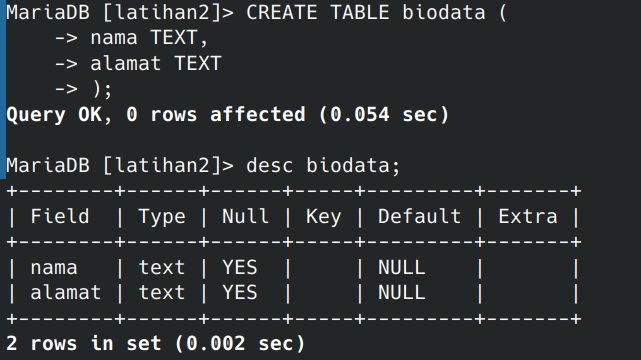 MariaDB [latihan2]> CREATE TABLE biodata (
    -> nama TEXT,
    -> alamat TEXT
    -> );
Query OK, 0 rows affected (0.054 sec)

MariaDB [latihan2]> desc biodata;
+--------+------+------+-----+---------+-------+
| Field  | Type | Null | Key | Default | Extra |
+--------+------+------+-----+---------+-------+
| nama   | text | YES  |     | NULL    |       |
| alamat | text | YES  |     | NULL    |       |
+--------+------+------+-----+---------+-------+
2 rows in set (0.002 sec)